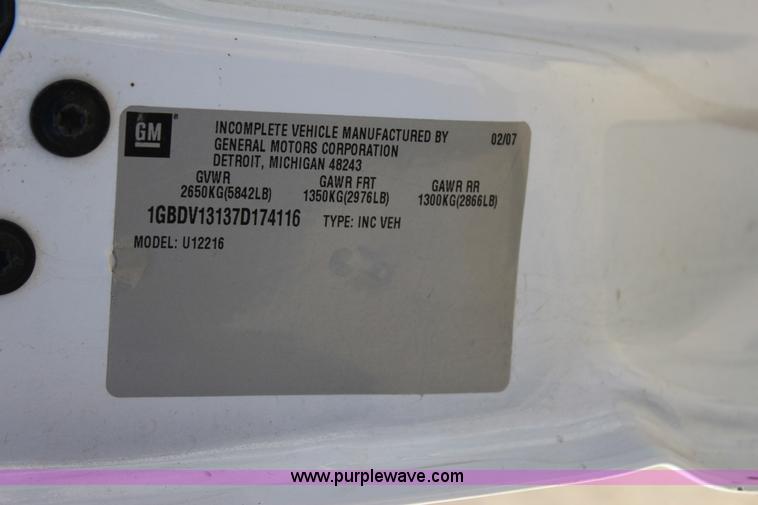 GM
INCOMPLETE VEHICLE MANUFACTURED BY 02/07
GENERAL MOTORS CORPORATION
DETROIT, MICHIGAN 48243
GVWR GAWR FRT GAWR RR
2650KG(5842LB) 1350KG(2976LB) 1300KG(2866LB)
1GBDV13137D174116 TYPE: INC VEH
MODEL: U12216
www.purplewave.com